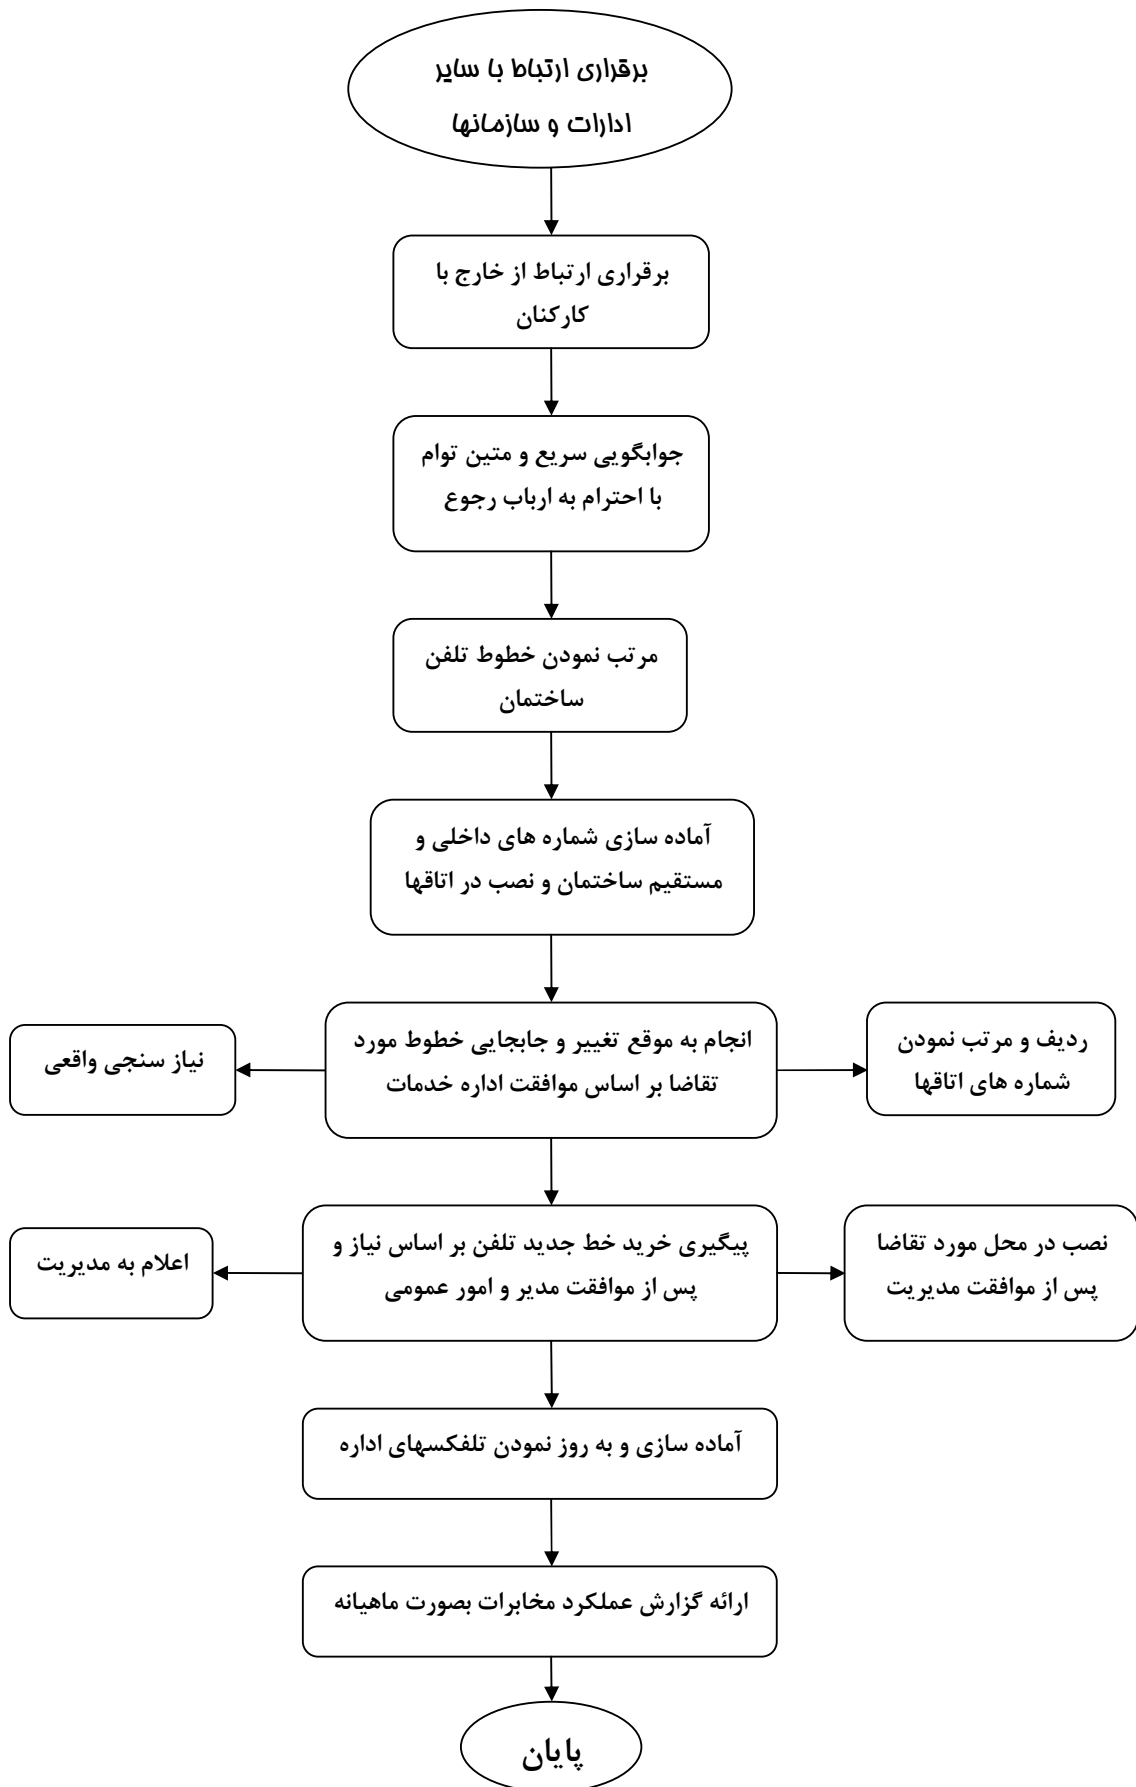 برقراری ارتباط با سایر
ادارات و سازمانها
برقراری ارتباط از خارج با
کارکنان
جوابگویی سریع و متین توام
با احترام به ارباب رجوع
مرتب نمودن خطوط تلفن
ساختمان
آماده سازی شماره های داخلی و
مستقیم ساختمان و نصب در اتاقها
ردیف و مرتب نمودن
شماره های اتاقها
انجام به موقع تغییر و جابجایی خطوط مورد
تقاضا بر اساس موافقت اداره خدمات
نیاز سنجی واقعی
نصب در محل مورد تقاضا
پس از موافقت مدیریت
پیگیری خرید خط جدید تلفن بر اساس نیاز و
پس از موافقت مدیر و امور عمومی
اعلام به مدیریت
آماده سازی و به روز نمودن تلفکسهای اداره
ارائه گزارش عملکرد مخابرات بصورت ماهیانه
پایان